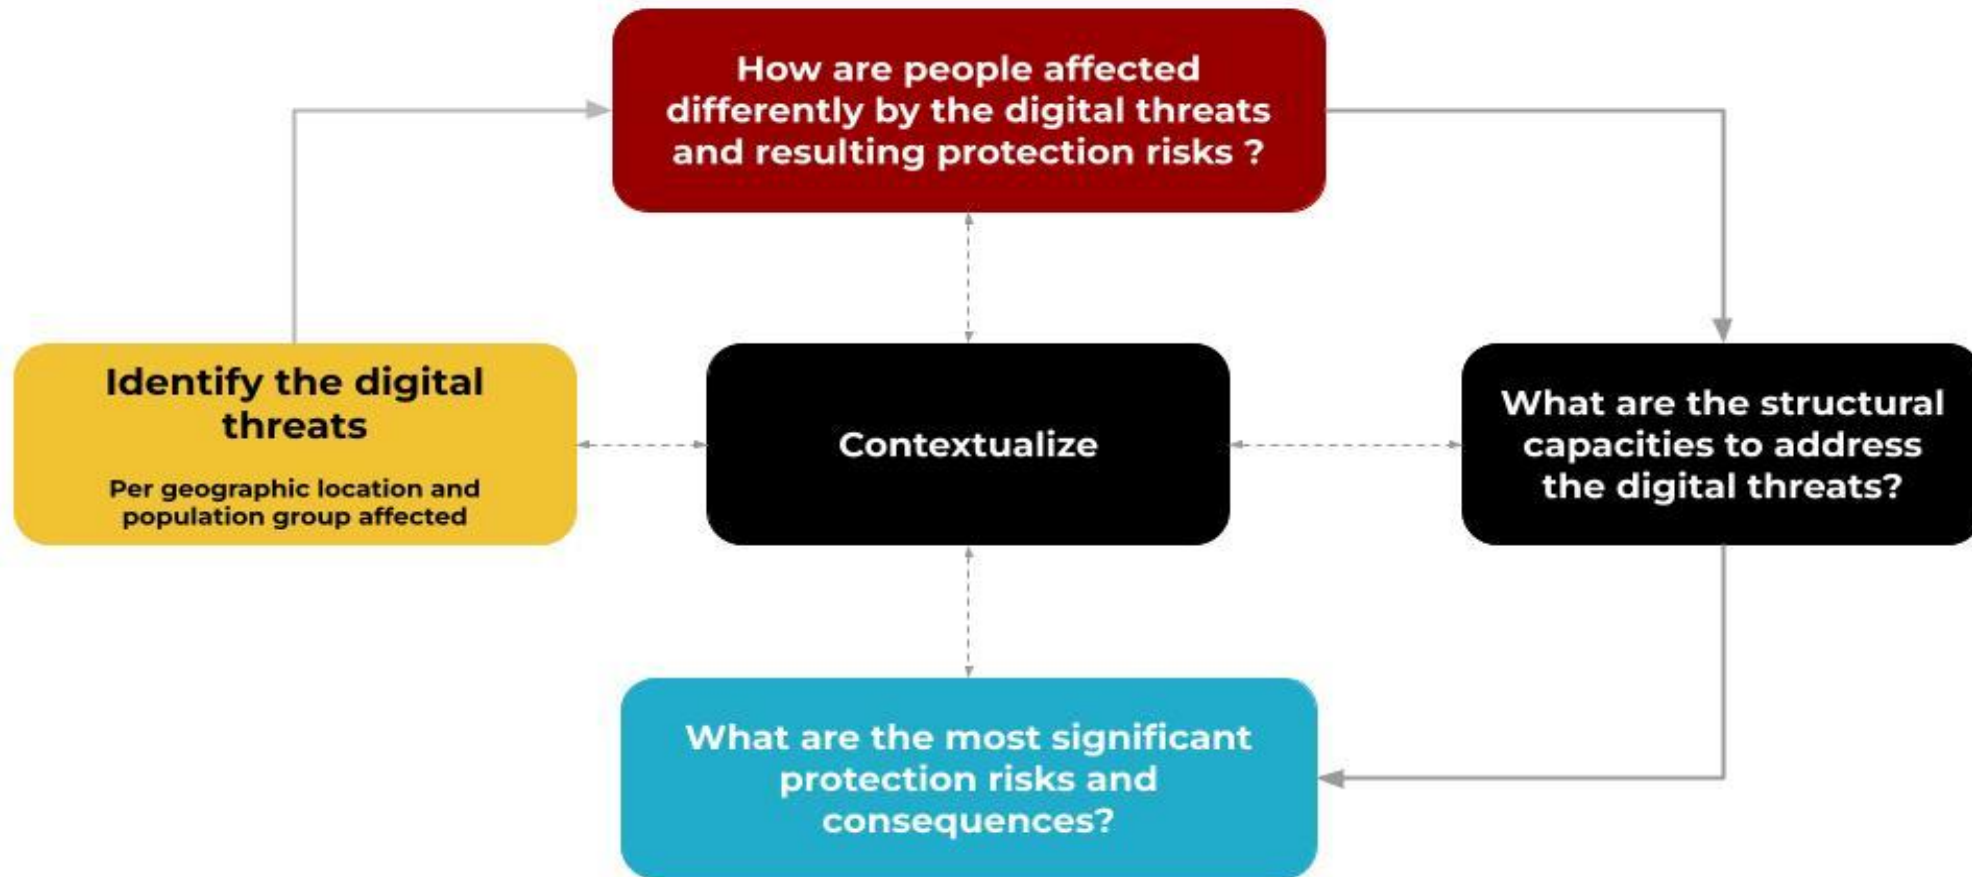 How are people affected
differently by the digital threats
and resulting protection risks ?
Identify the digital
threats
Per geographic location and
population group affected
Contextualize
What are the structural
capacities to address
the digital threats?
What are the most significant
protection risks and
consequences?